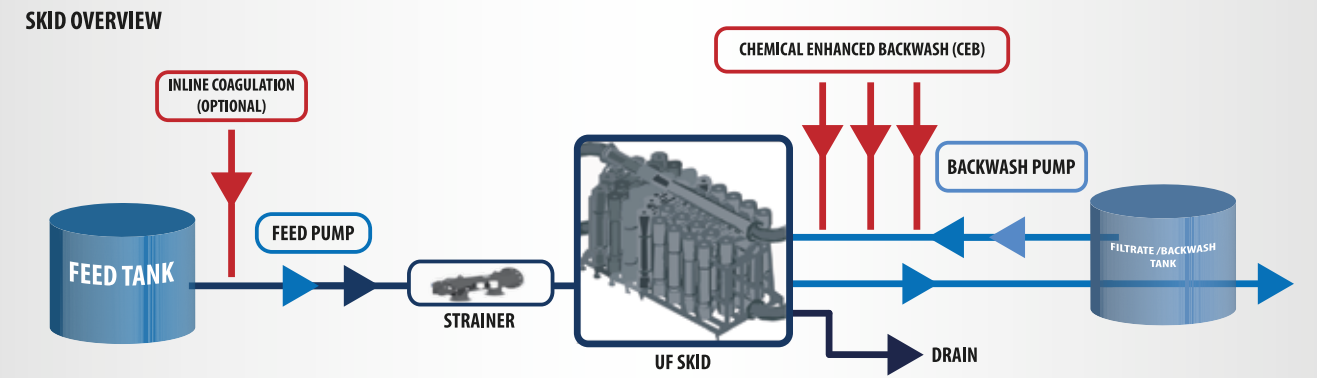 SKID OVERVIEW
INLINE COAGULATION
(OPTIONAL)
CHEMICAL ENHANCED BACKWASH (CEB)
BACKWASH PUMP
FEED PUMP
FEED TANK
FILTRATE /BACKWASH
TANK
STRAINER
UF SKID
DRAIN